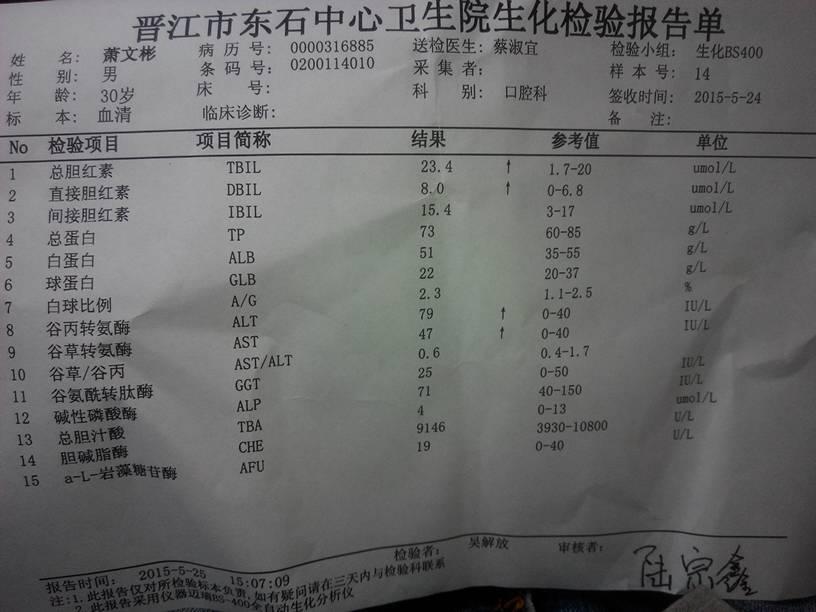 晋江市东石中心卫生院生化检验报告单
姓 名: 萧文彬 病 历 号: 0000316885 送检医生: 蔡淑宜 检验小组: 生化BS400
性 别: 男 条 码 号: 0200114010 采 集 者: 样 本 号: 14
年 龄: 30岁 床 号: 科 别: 口腔科 签收时间: 2015-5-24
标 本: 血清 临床诊断: 备 注:
No 检验项目 项目简称 结果 参考值 单位
1 总胆红素 TBIL 23.4 ↑ 1.7-20 umol/L
2 直接胆红素 DBIL 8.0 ↑ 0-6.8 umol/L
3 间接胆红素 IBIL 15.4 3-17 umol/L
4 总蛋白 TP 73 60-85 g/L
5 白蛋白 ALB 51 35-55 g/L
6 球蛋白 GLB 22 20-37 g/L
7 白球比例 A/G 2.3 1.1-2.5 %
8 谷丙转氨酶 ALT 79 ↑ 0-40 IU/L
9 谷草转氨酶 AST 47 ↑ 0-40 IU/L
10 谷草/谷丙 AST/ALT 0.6 0.4-1.7
11 谷氨酰转肽酶 GGT 25 0-50 IU/L
12 碱性磷酸酶 ALP 71 40-150 IU/L
13 总胆汁酸 TBA 4 0-13 umol/L
14 胆碱脂酶 CHE 9146 3930-10800 U/L
15 a-L-岩藻糖苷酶 AFU 19 0-40 U/L
报告时间: 2015-5-25 15:07:09 检验者: 吴解放 审核者: 陆宗鑫
注:1.此报告仅对所检验标本负责,如有疑问请在三天内与检验科联系
2.此报告采用仪器迈瑞BS-400全自动生化分析仪